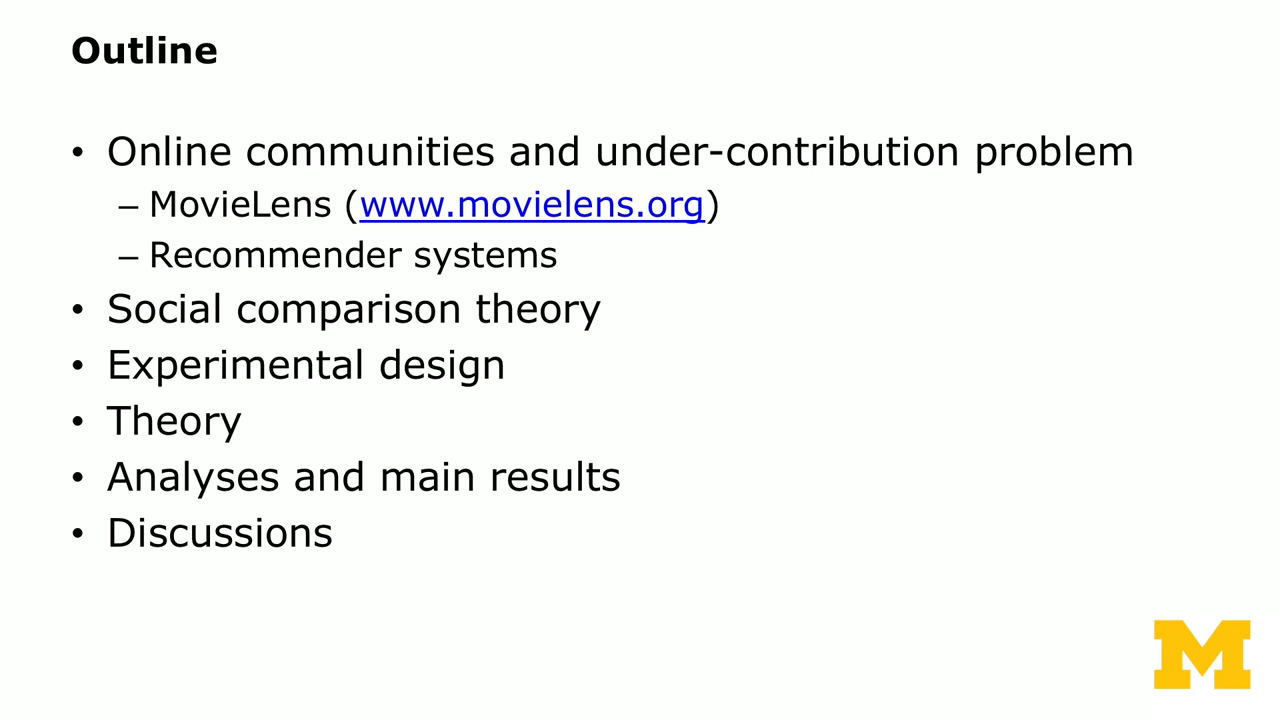 Outline
• Online communities and under-contribution problem
– MovieLens (www.movielens.org)
– Recommender systems
• Social comparison theory
• Experimental design
• Theory
• Analyses and main results
• Discussions
M